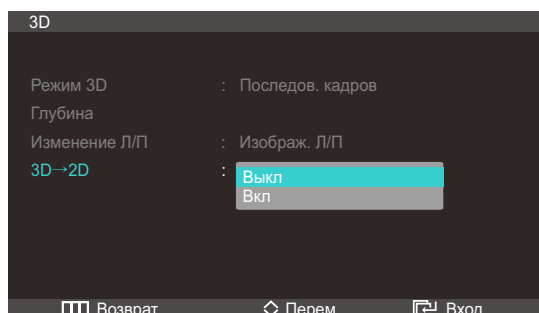 3D
Режим 3D : Последов. кадров
Глубина
Изменение Л/П : Изображ. Л/П
3D→2D : Выкл
Вкл
Возврат Перем. Вход